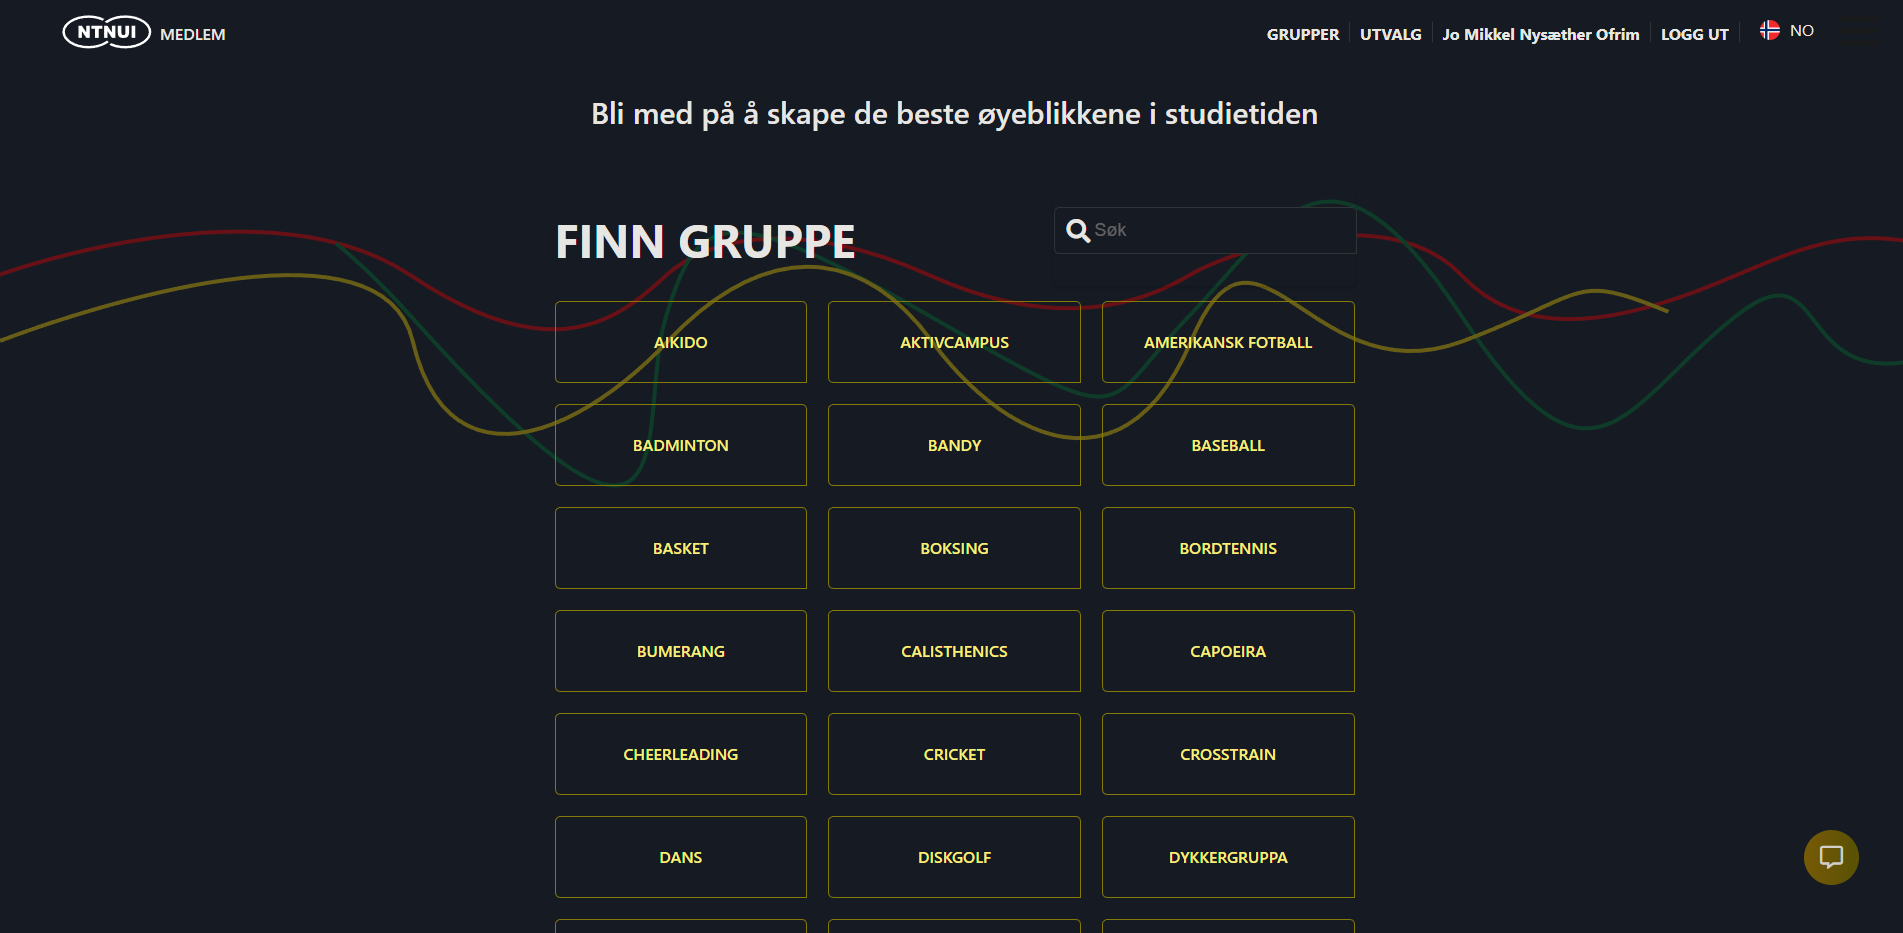 NTNUI MEDLEM
GRUPPER UTVALG Jo Mikkel Nysæther Ofrim LOGG UT NO
Bli med på å skape de beste øyeblikkene i studietiden
FINN GRUPPE
Søk
AIKIDO AKTIVCAMPUS AMERIKANSK FOTBALL
BADMINTON BANDY BASEBALL
BASKET BOKSING BORDTENNIS
BUMERANG CALISTHENICS CAPOEIRA
CHEERLEADING CRICKET CROSSTRAIN
DANS DISKGOLF DYKKERGRUPPA